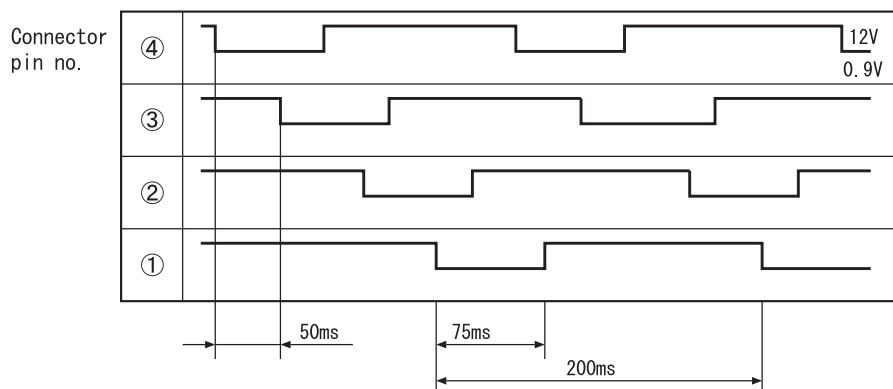 Connector
pin no.
④
12V
0.9V
③
②
①
50ms
75ms
200ms